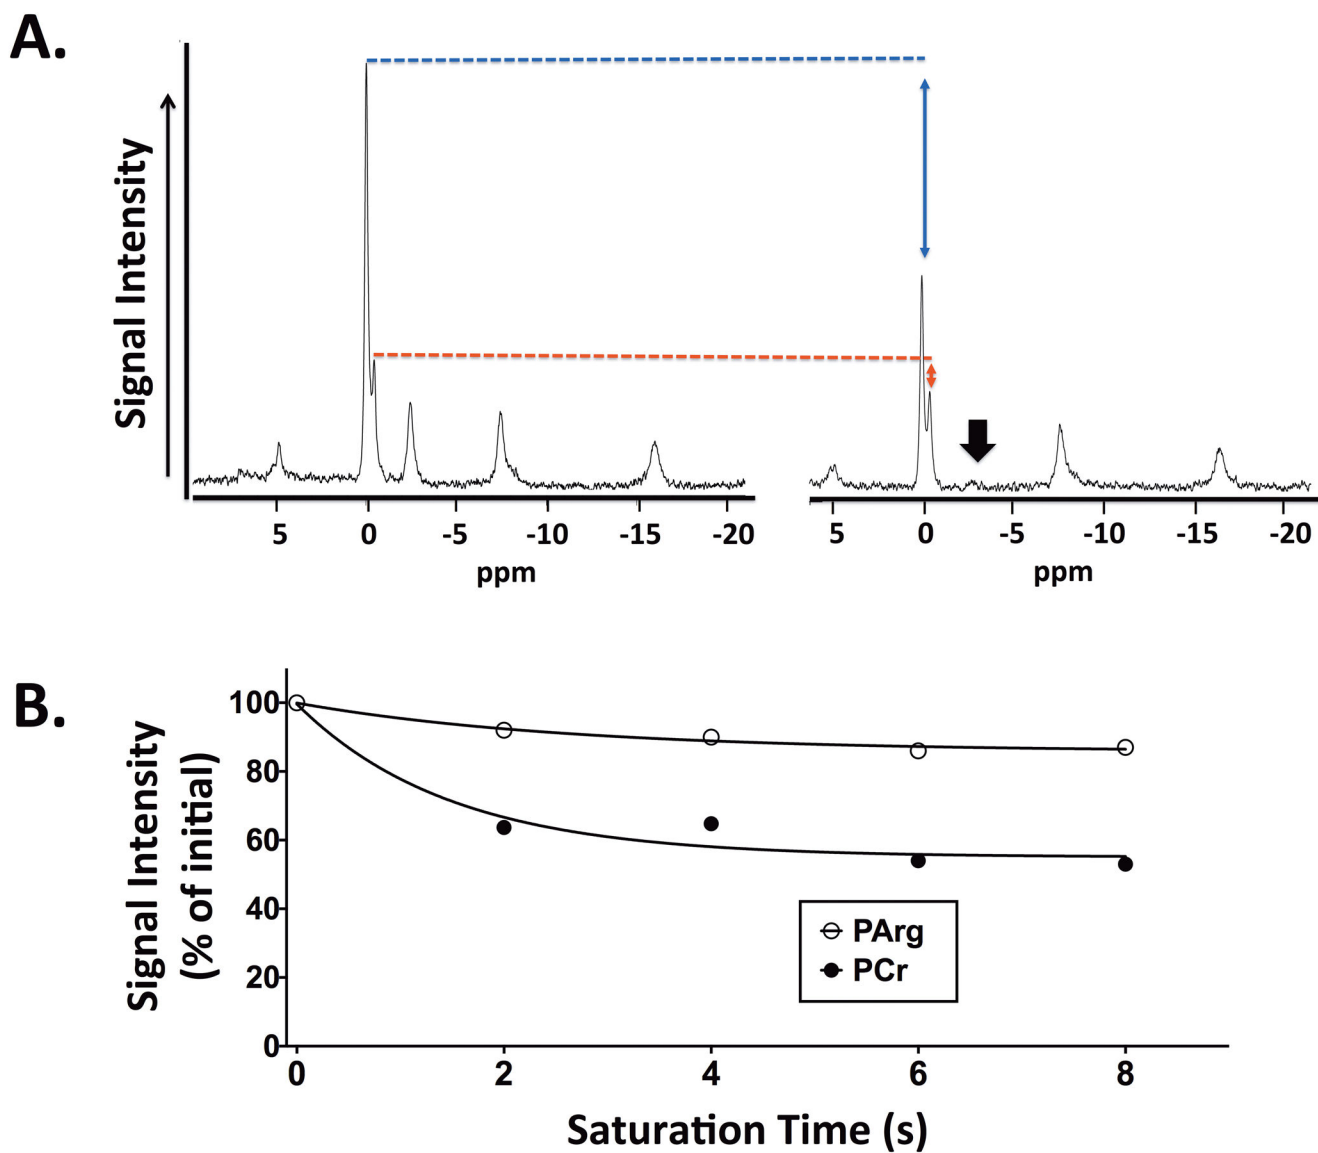 A.
Signal Intensity
5 0 -5 -10 -15 -20
ppm
5 0 -5 -10 -15 -20
ppm
B.
Signal Intensity
(% of initial)
100
80
60
40
20
0
PArg
PCr
0 2 4 6 8
Saturation Time (s)